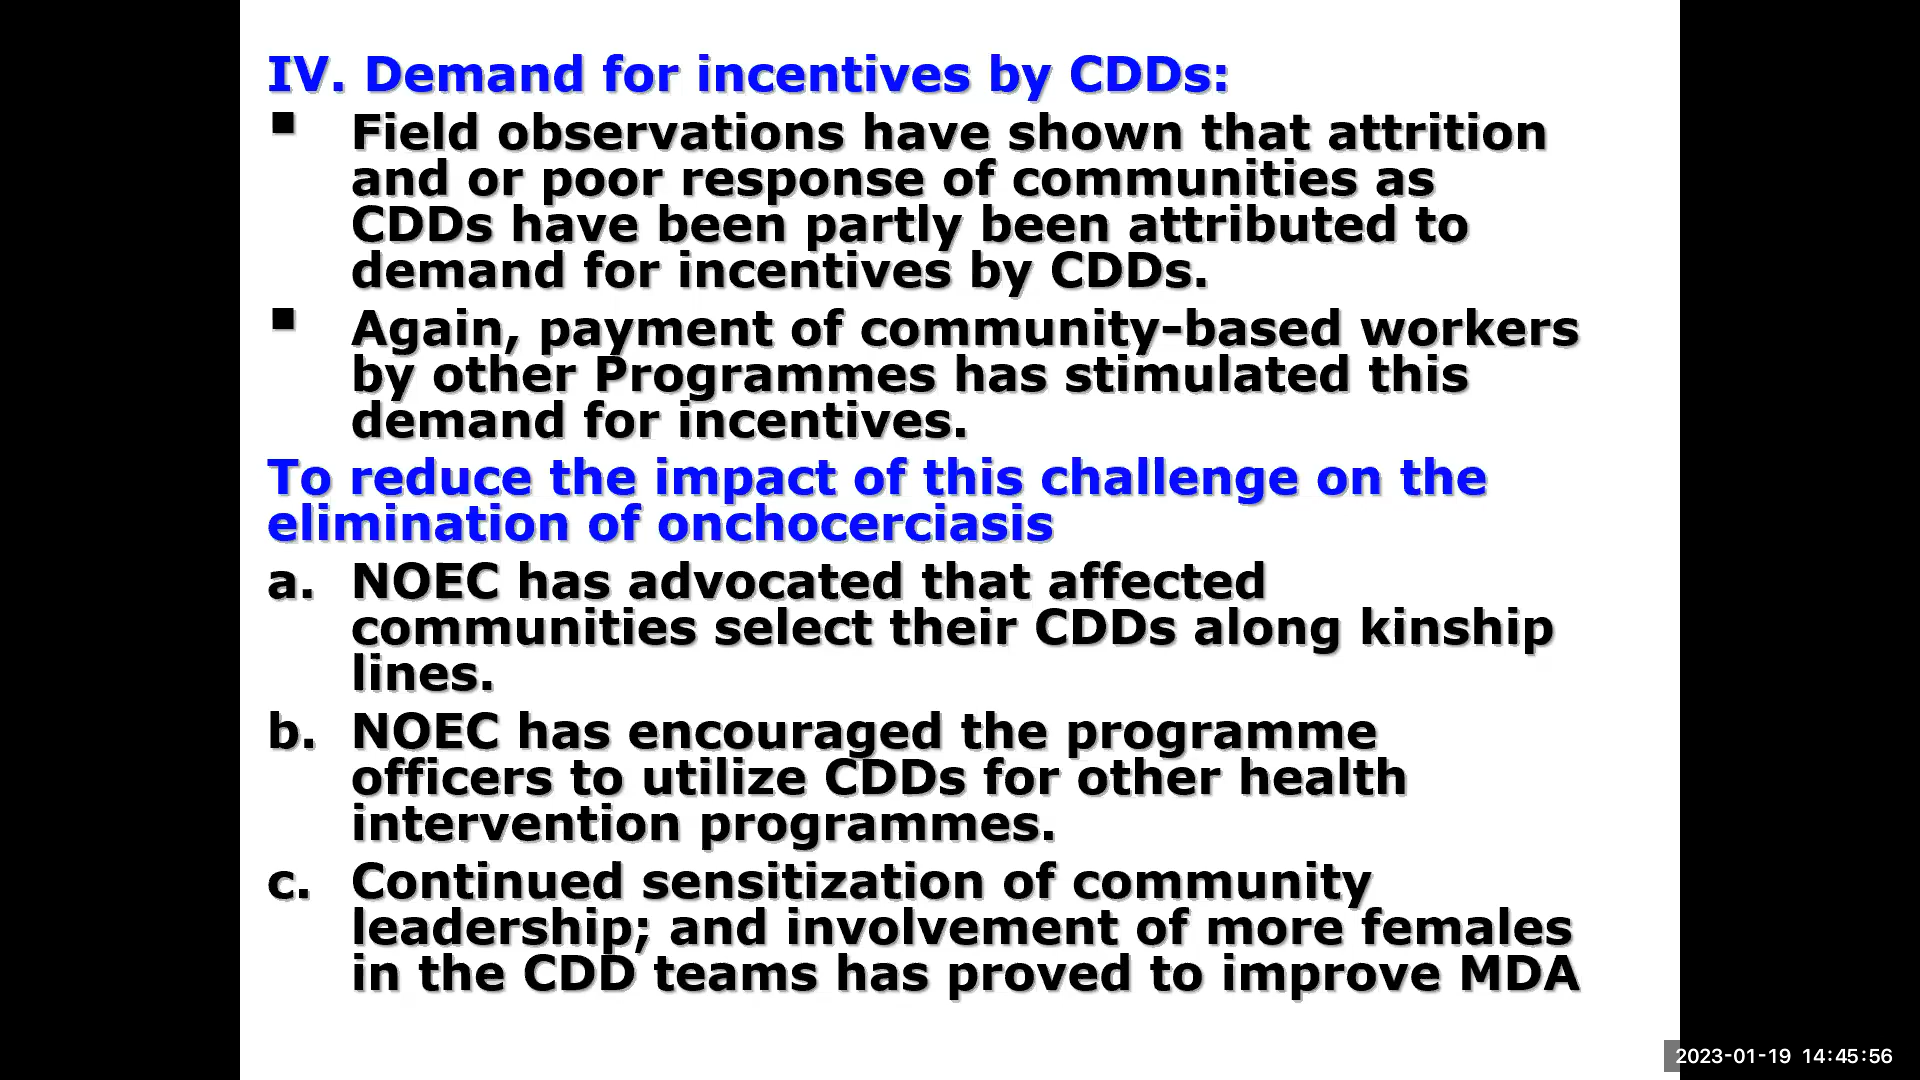 IV. Demand for incentives by CDDs:
▪ Field observations have shown that attrition
and or poor response of communities as
CDDs have been partly been attributed to
demand for incentives by CDDs.
▪ Again, payment of community-based workers
by other Programmes has stimulated this
demand for incentives.
To reduce the impact of this challenge on the
elimination of onchocerciasis
a. NOEC has advocated that affected
communities select their CDDs along kinship
lines.
b. NOEC has encouraged the programme
officers to utilize CDDs for other health
intervention programmes.
c. Continued sensitization of community
leadership; and involvement of more females
in the CDD teams has proved to improve MDA
2023-01-19 14:45:56